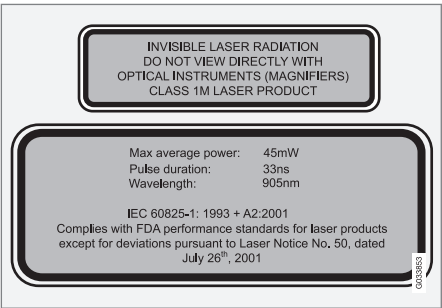 INVISIBLE LASER RADIATION
DO NOT VIEW DIRECTLY WITH
OPTICAL INSTRUMENTS (MAGNIFIERS)
CLASS 1M LASER PRODUCT
Max average power: 45mW
Pulse duration: 33ns
Wavelength: 905nm
IEC 60825-1: 1993 + A2:2001
Complies with FDA performance standards for laser products
except for deviations pursuant to Laser Notice No. 50, dated
July 26th, 2001
G033853